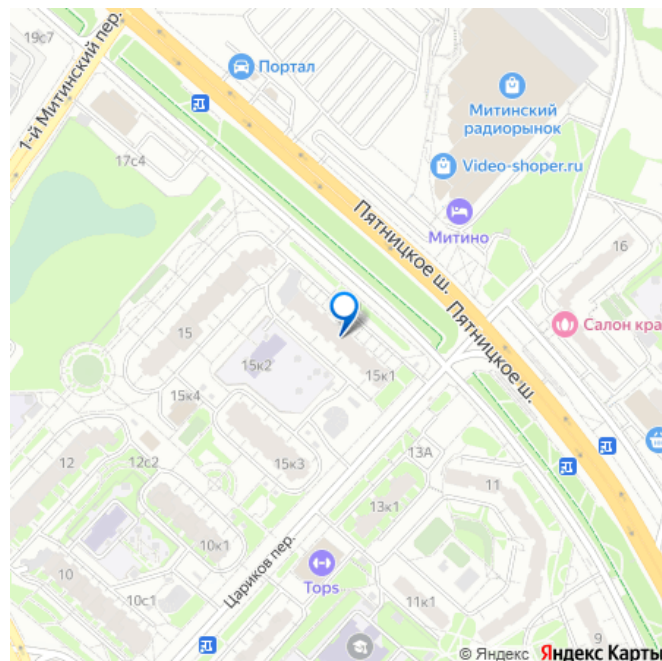 19с7
1-й Митинский пер.
Портал
Митинский
радиорынок
Video-shoper.ru
17с4
Пятницкое ш.
Митино
16
Салон кра
15
15к2
15к1
Пятницкое ш.
15к4
13А
12
12с2
15к3
11
13к1
10к1
Цариков пер.
10
10с1
Tops
11к1
9
© Яндекс Яндекс Карты